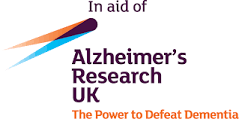 In aid of
Alzheimer's
Research
UK
The Power to Defeat Dementia